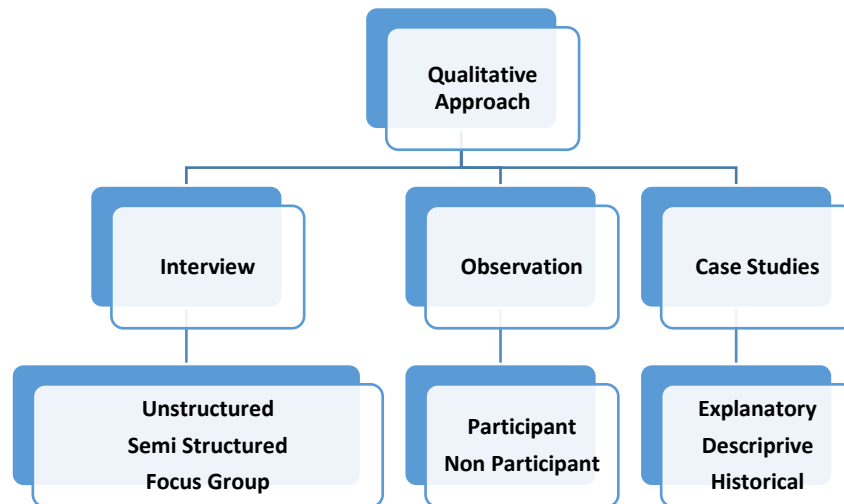 Qualitative
Approach
Interview
Observation
Case Studies
Unstructured
Semi Structured
Focus Group
Participant
Non Participant
Explanatory
Descriprive
Historical